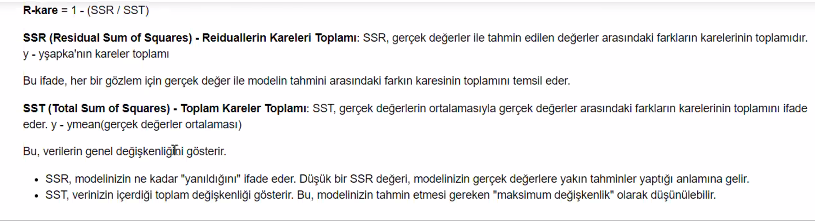 R-kare = 1 - (SSR / SST)
SSR (Residual Sum of Squares) - Reiduallerin Kareleri Toplamı: SSR, gerçek değerler ile tahmin edilen değerler arasındaki farkların karelerinin toplamıdır.
y - yşapka'nın kareler toplamı
Bu ifade, her bir gözlem için gerçek değer ile modelin tahmini arasındaki farkın karesinin toplamını temsil eder.
SST (Total Sum of Squares) - Toplam Kareler Toplamı: SST, gerçek değerlerin ortalamasıyla gerçek değerler arasındaki farkların karelerinin toplamını ifade
eder. y - ymean(gerçek değerler ortalaması)
Bu, verilerin genel değişkenliğini gösterir.
• SSR, modelinizin ne kadar "yanıldığını" ifade eder. Düşük bir SSR değeri, modelinizin gerçek değerlere yakın tahminler yaptığı anlamına gelir.
• SST, verinizin içerdiği toplam değişkenliği gösterir. Bu, modelinizin tahmin etmesi gereken "maksimum değişkenlik" olarak düşünülebilir.